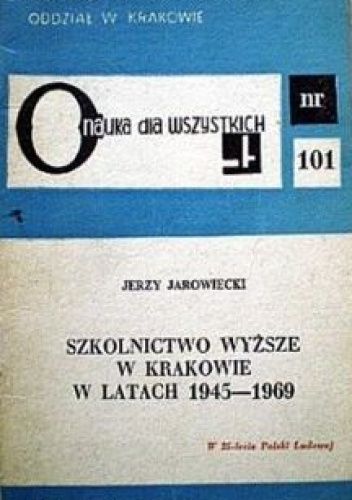 ODDZIAŁ W KRAKOWIE
nauka dla WSZYSTKICH
nr
101
JERZY JAROWIECKI
SZKOLNICTWO WYŻSZE
W KRAKOWIE
W LATACH 1945—1969
W 25-lecie Polski Ludowej